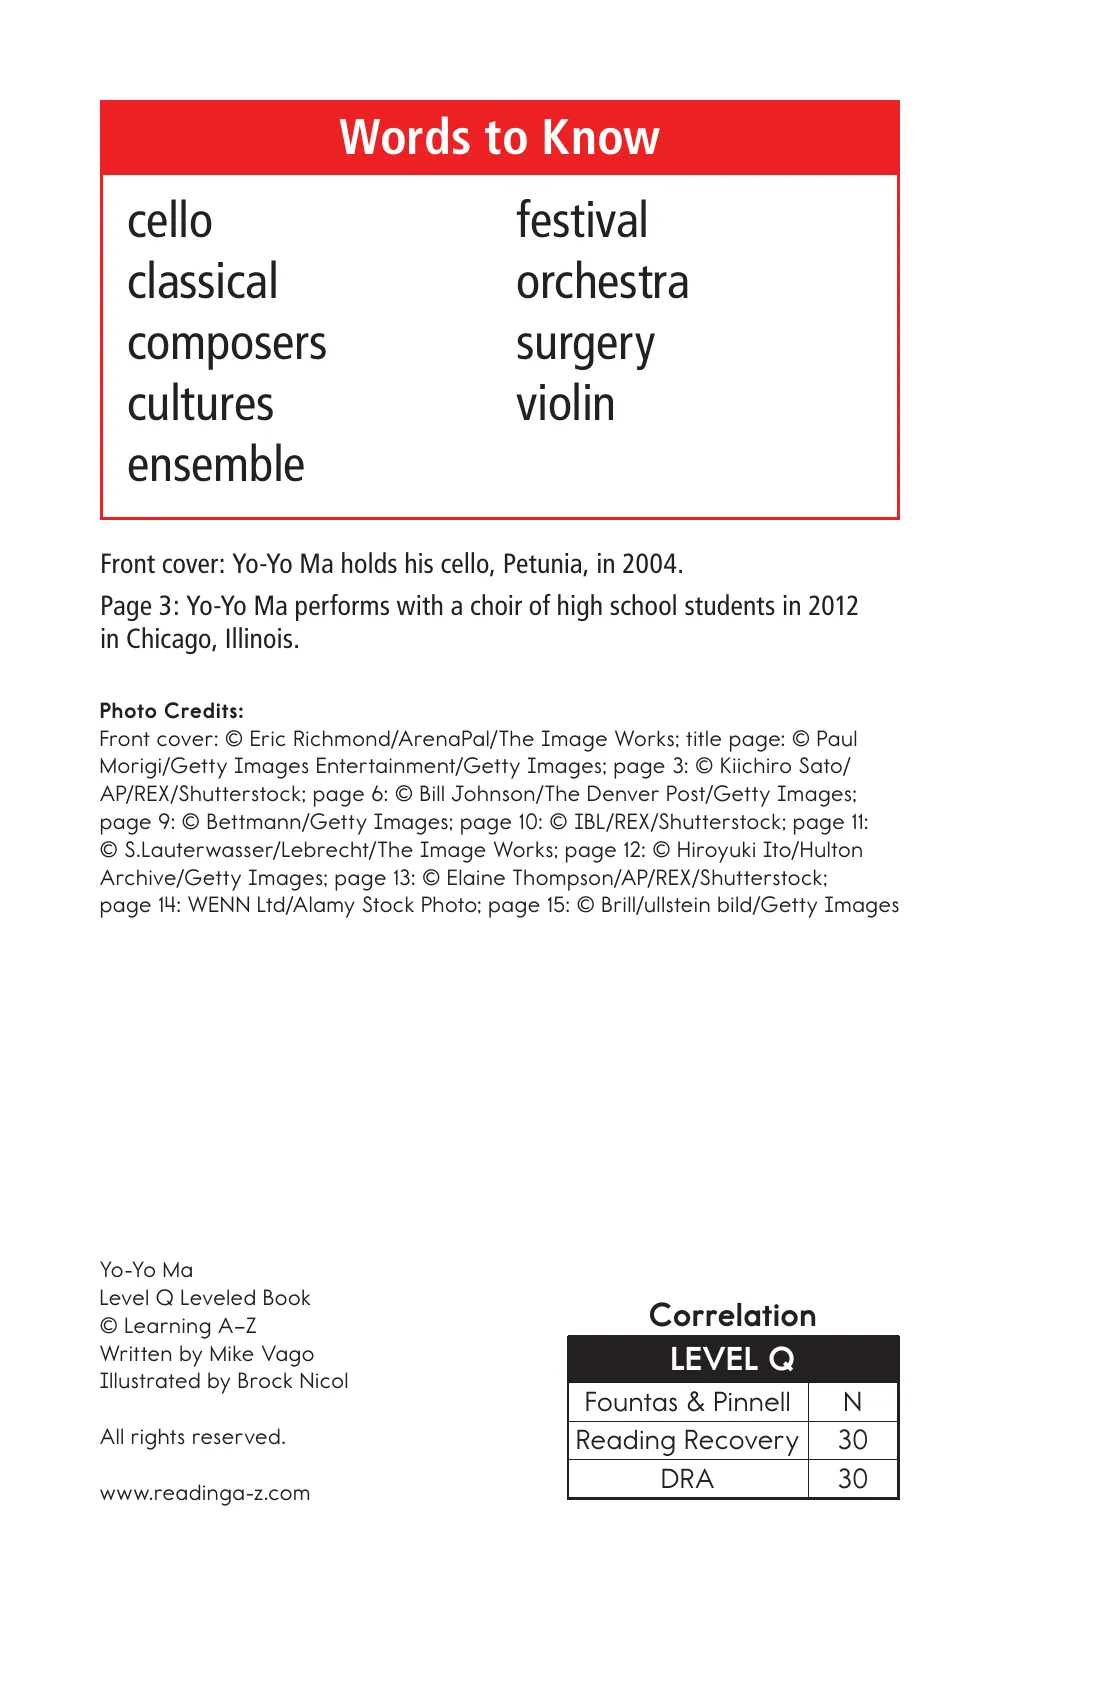 Words to Know
cello
classical
composers
cultures
ensemble
festival
orchestra
surgery
violin
Front cover: Yo-Yo Ma holds his cello, Petunia, in 2004.
Page 3: Yo-Yo Ma performs with a choir of high school students in 2012
in Chicago, Illinois.
Photo Credits:
Front cover: © Eric Richmond/ArenaPal/The Image Works; title page: © Paul
Morigi/Getty Images Entertainment/Getty Images; page 3: © Kiichiro Sato/
AP/REX/Shutterstock; page 6: © Bill Johnson/The Denver Post/Getty Images;
page 9: © Bettmann/Getty Images; page 10: © IBL/REX/Shutterstock; page 11:
© S.Lauterwasser/Lebrecht/The Image Works; page 12: © Hiroyuki Ito/Hulton
Archive/Getty Images; page 13: © Elaine Thompson/AP/REX/Shutterstock;
page 14: WENN Ltd/Alamy Stock Photo; page 15: © Brill/ullstein bild/Getty Images
Yo-Yo Ma
Level Q Leveled Book
© Learning A–Z
Written by Mike Vago
Illustrated by Brock Nicol
All rights reserved.
www.readinga-z.com
Correlation
LEVEL Q
Fountas & Pinnell N
Reading Recovery 30
DRA 30